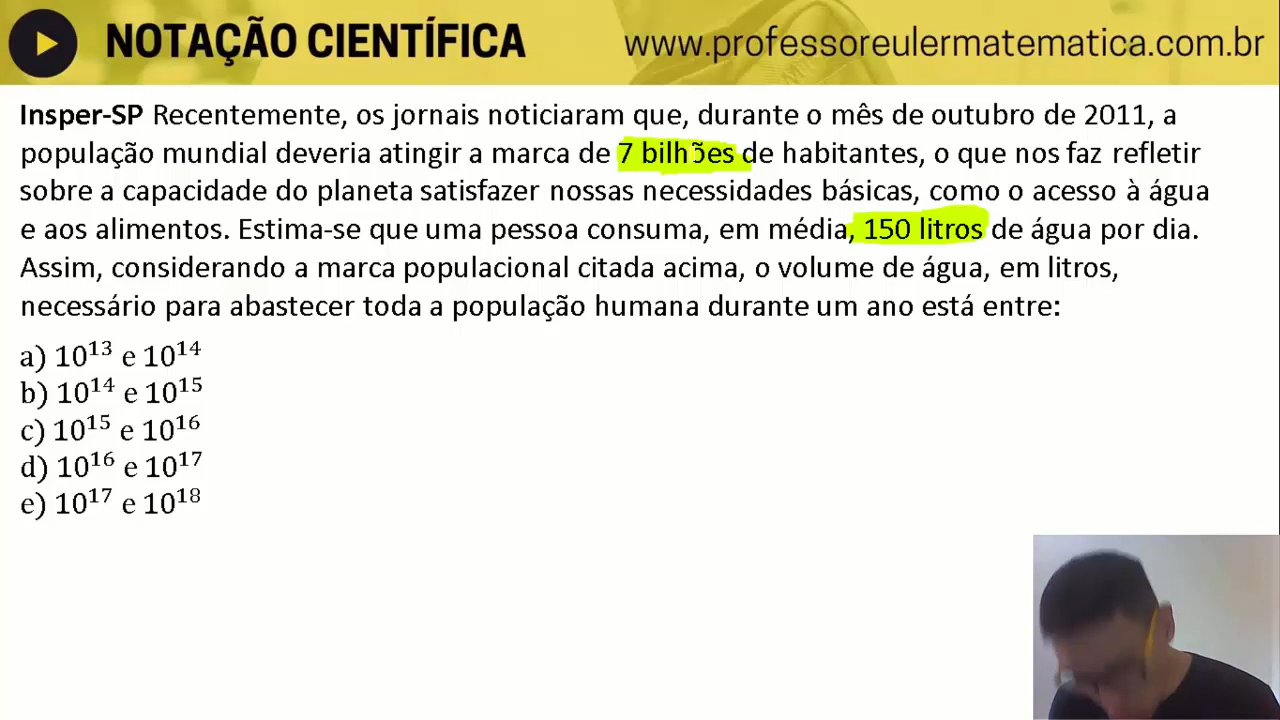 NOTAÇÃO CIENTÍFICA
www.professoreulermatematica.com.br
Insper-SP Recentemente, os jornais noticiaram que, durante o mês de outubro de 2011, a
população mundial deveria atingir a marca de 7 bilhões de habitantes, o que nos faz refletir
sobre a capacidade do planeta satisfazer nossas necessidades básicas, como o acesso à água
e aos alimentos. Estima-se que uma pessoa consuma, em média, 150 litros de água por dia.
Assim, considerando a marca populacional citada acima, o volume de água, em litros,
necessário para abastecer toda a população humana durante um ano está entre:
a) 10¹³ e 10¹⁴
b) 10¹⁴ e 10¹⁵
c) 10¹⁵ e 10¹⁶
d) 10¹⁶ e 10¹⁷
e) 10¹⁷ e 10¹⁸